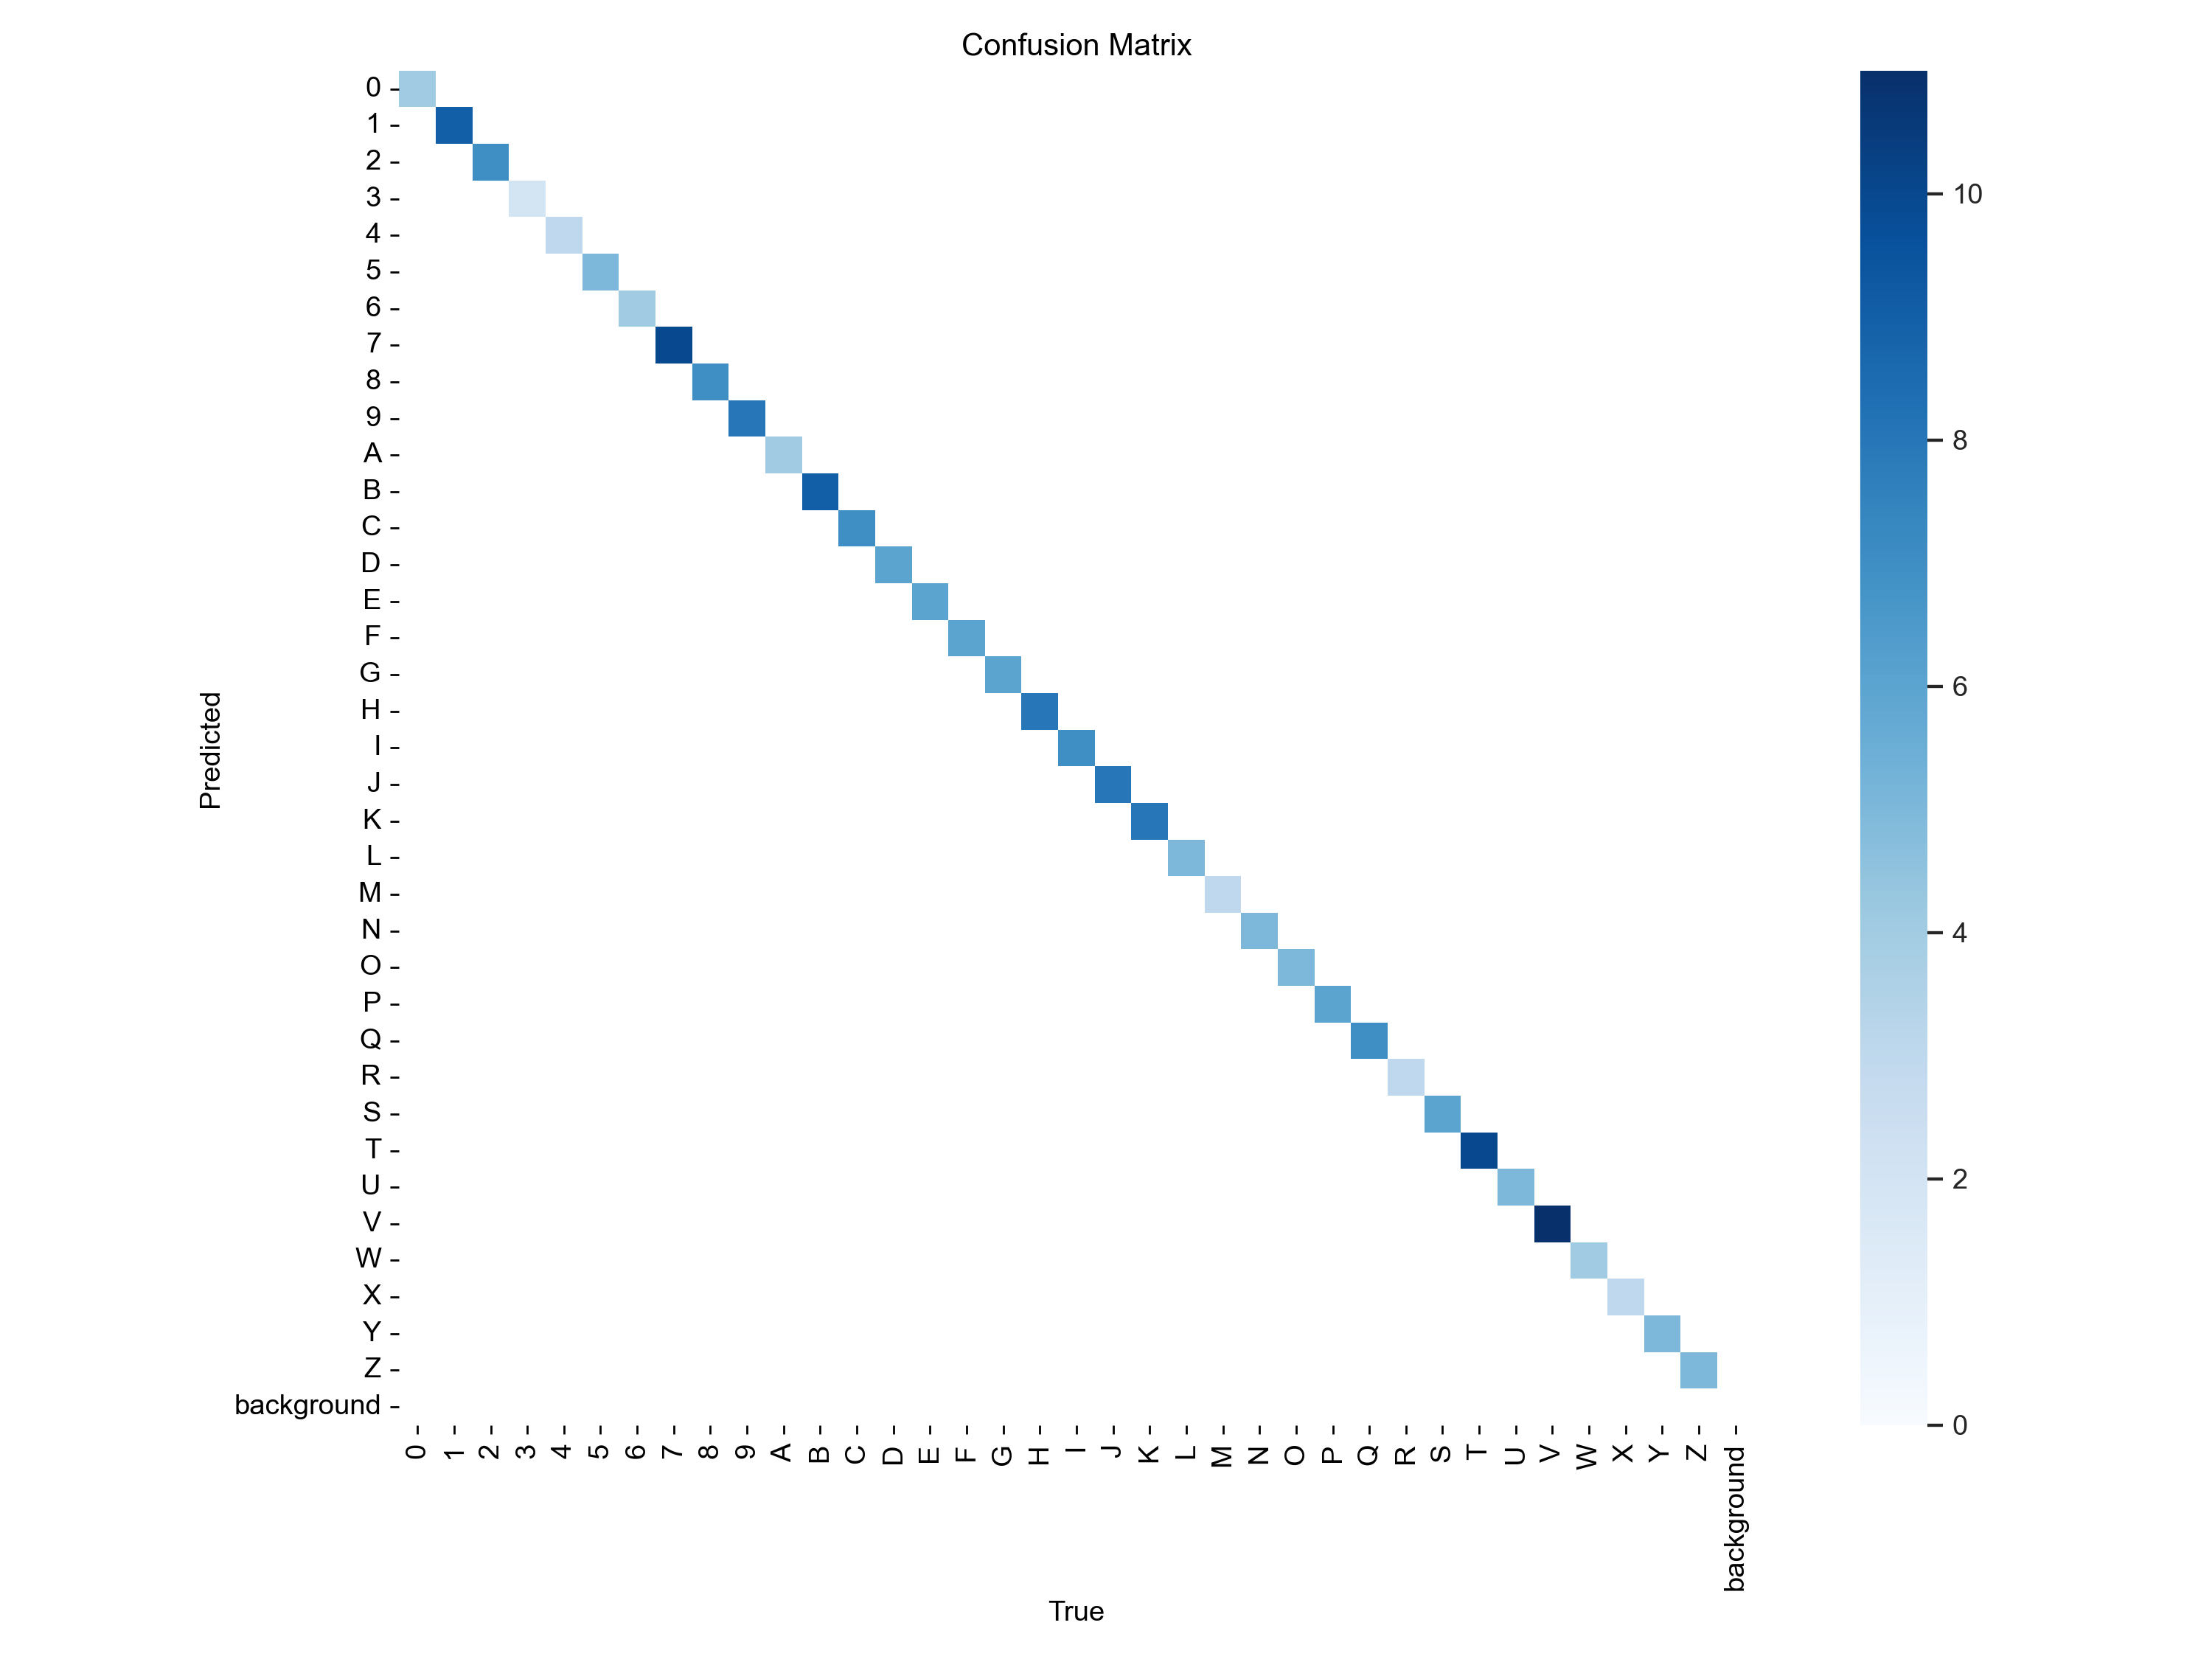 Confusion Matrix
0
1
2
3
4
5
6
7
8
9
A
B
C
D
E
F
G
H
I
J
K
L
M
N
O
P
Q
R
S
T
U
V
W
X
Y
Z
background
Predicted
0 1 2 3 4 5 6 7 8 9 A B C D E F G H I J K L M N O P Q R S T U V W X Y Z background
True
10
8
6
4
2
0